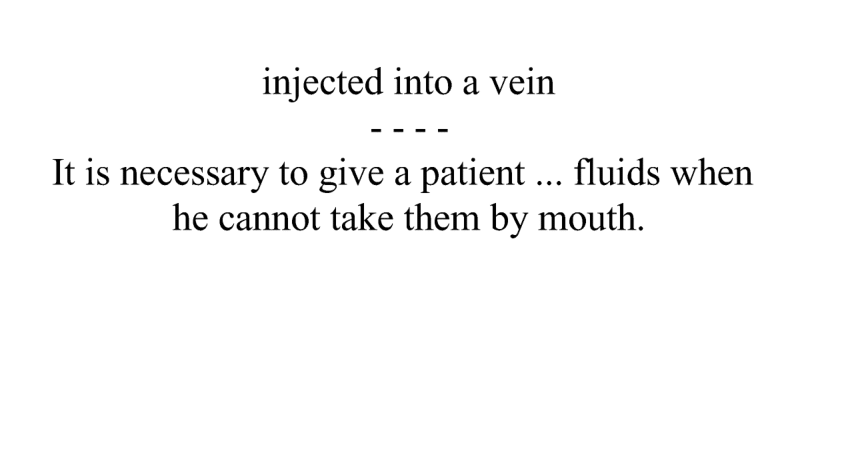 injected into a vein
- - - -
It is necessary to give a patient ... fluids when
he cannot take them by mouth.